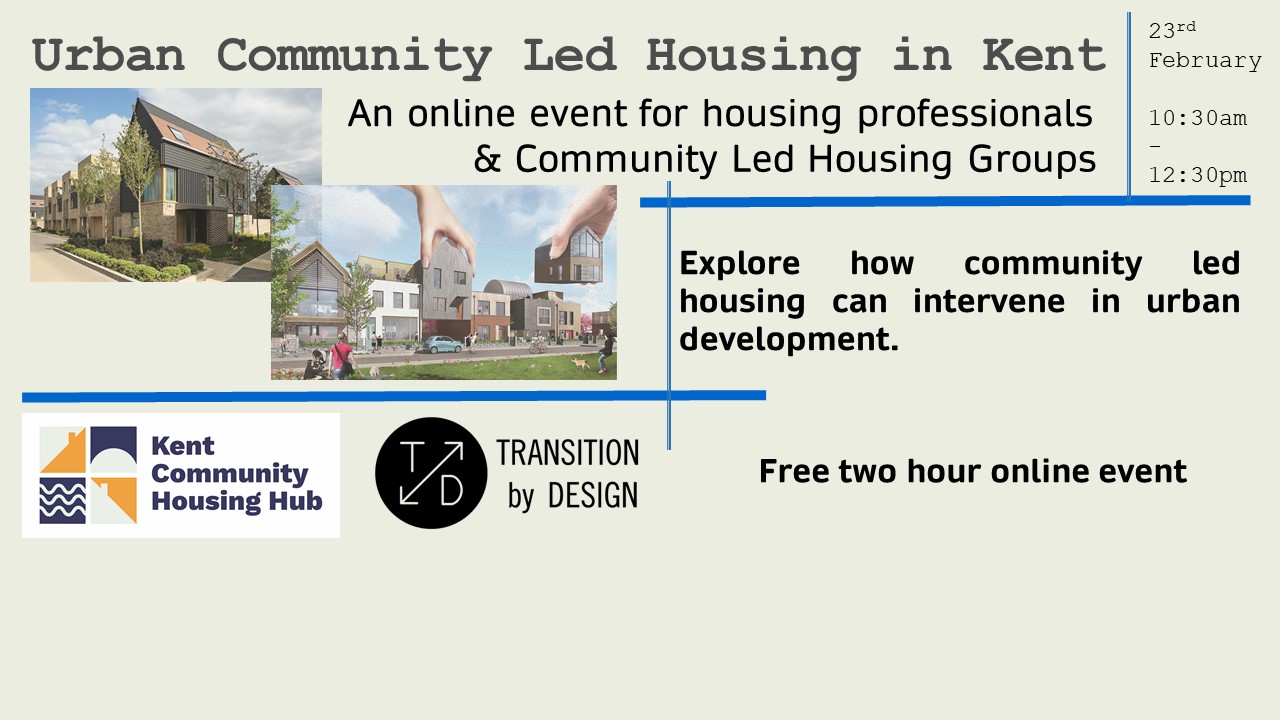 Urban Community Led Housing in Kent
An online event for housing professionals
& Community Led Housing Groups
23rd
February
10:30am
–
12:30pm
Explore how community led
housing can intervene in urban
development.
Kent
Community
Housing Hub
T D
TRANSITION
by DESIGN
Free two hour online event